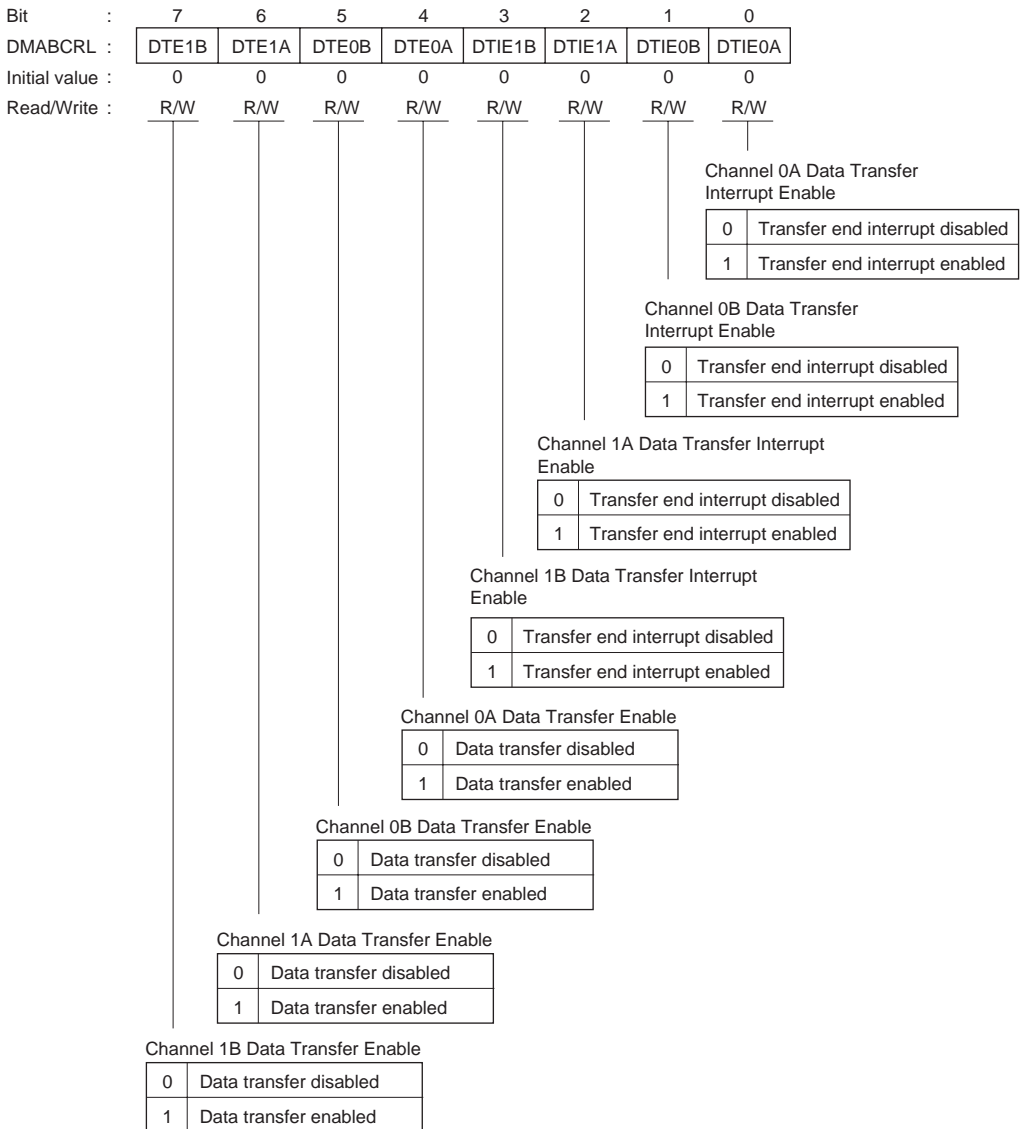 Bit : 7 6 5 4 3 2 1 0
DMABCRL : DTE1B DTE1A DTE0B DTE0A DTIE1B DTIE1A DTIE0B DTIE0A
Initial value : 0 0 0 0 0 0 0 0
Read/Write : R/W R/W R/W R/W R/W R/W R/W R/W
Channel 0A Data Transfer
Interrupt Enable
0 Transfer end interrupt disabled
1 Transfer end interrupt enabled
Channel 0B Data Transfer
Interrupt Enable
0 Transfer end interrupt disabled
1 Transfer end interrupt enabled
Channel 1A Data Transfer Interrupt
Enable
0 Transfer end interrupt disabled
1 Transfer end interrupt enabled
Channel 1B Data Transfer Interrupt
Enable
0 Transfer end interrupt disabled
1 Transfer end interrupt enabled
Channel 0A Data Transfer Enable
0 Data transfer disabled
1 Data transfer enabled
Channel 0B Data Transfer Enable
0 Data transfer disabled
1 Data transfer enabled
Channel 1A Data Transfer Enable
0 Data transfer disabled
1 Data transfer enabled
Channel 1B Data Transfer Enable
0 Data transfer disabled
1 Data transfer enabled